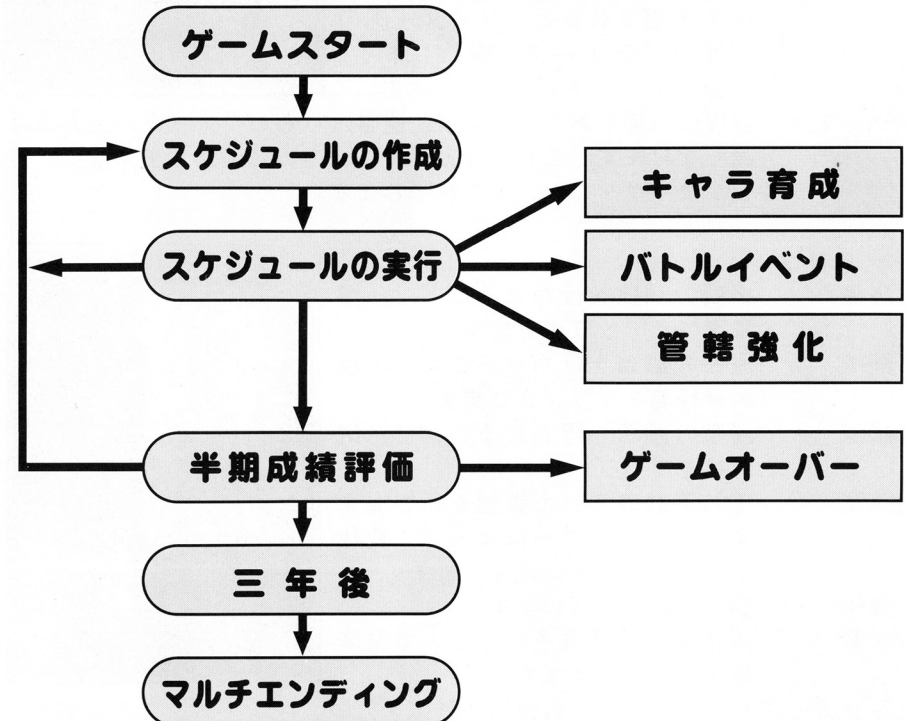 ゲームスタート
スケジュールの作成
スケジュールの実行
キャラ育成
バトルイベント
管轄強化
半期成績評価
ゲームオーバー
三年後
マルチエンディング